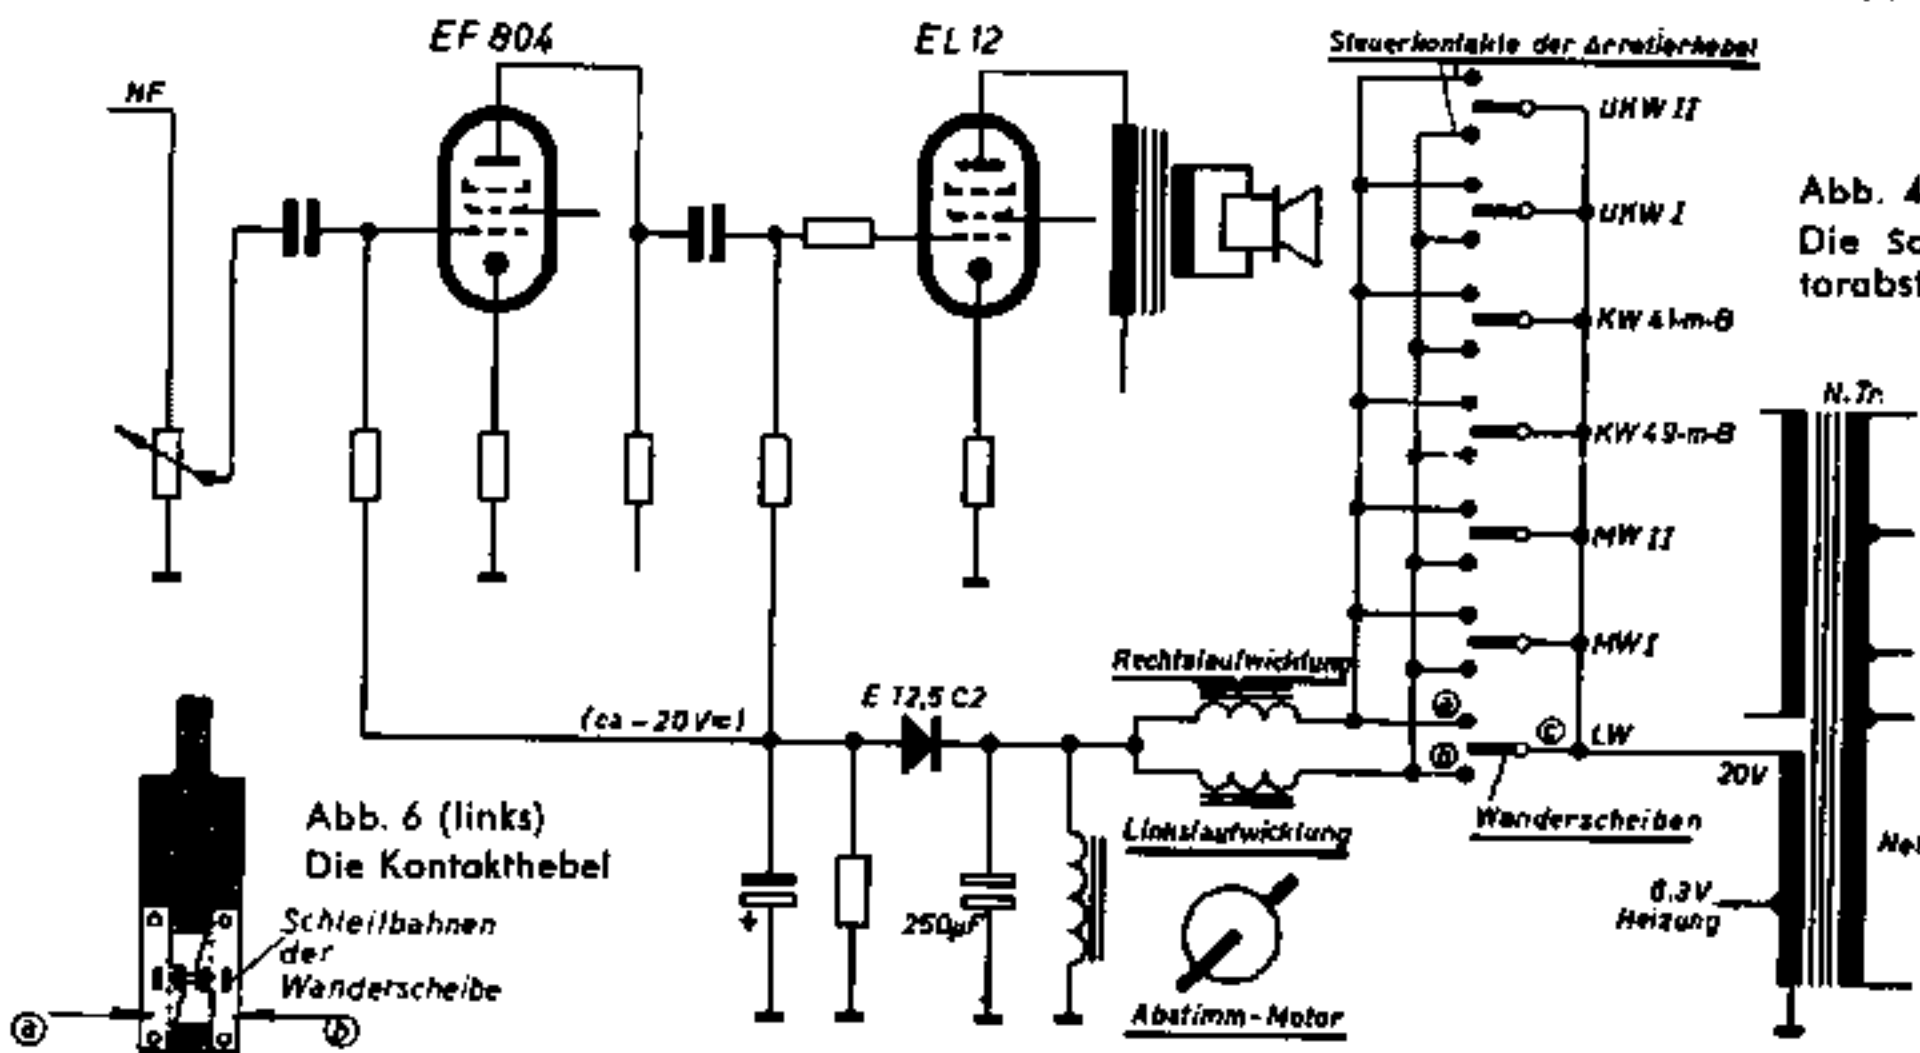 EF 804
EL 12
Steuerkontakte der Arretierhebel
NF
UKW II
UKW I
Abb. 4
Die Sc
torabst
KW 41-m-B
N.Tr.
KW 49-m-B
MW II
MW I
Rechtslaufwicklung
E 12,5 C2
(ca - 20 V=)
a
b
c
LW
20V
Linkslaufwicklung
Wanderscheiben
Abb. 6 (links)
Die Kontakthebel
Schleifbahnen
der
Wanderscheibe
+
250µF
6.3V
Heizung
Net
Abstimm-Motor
a
b